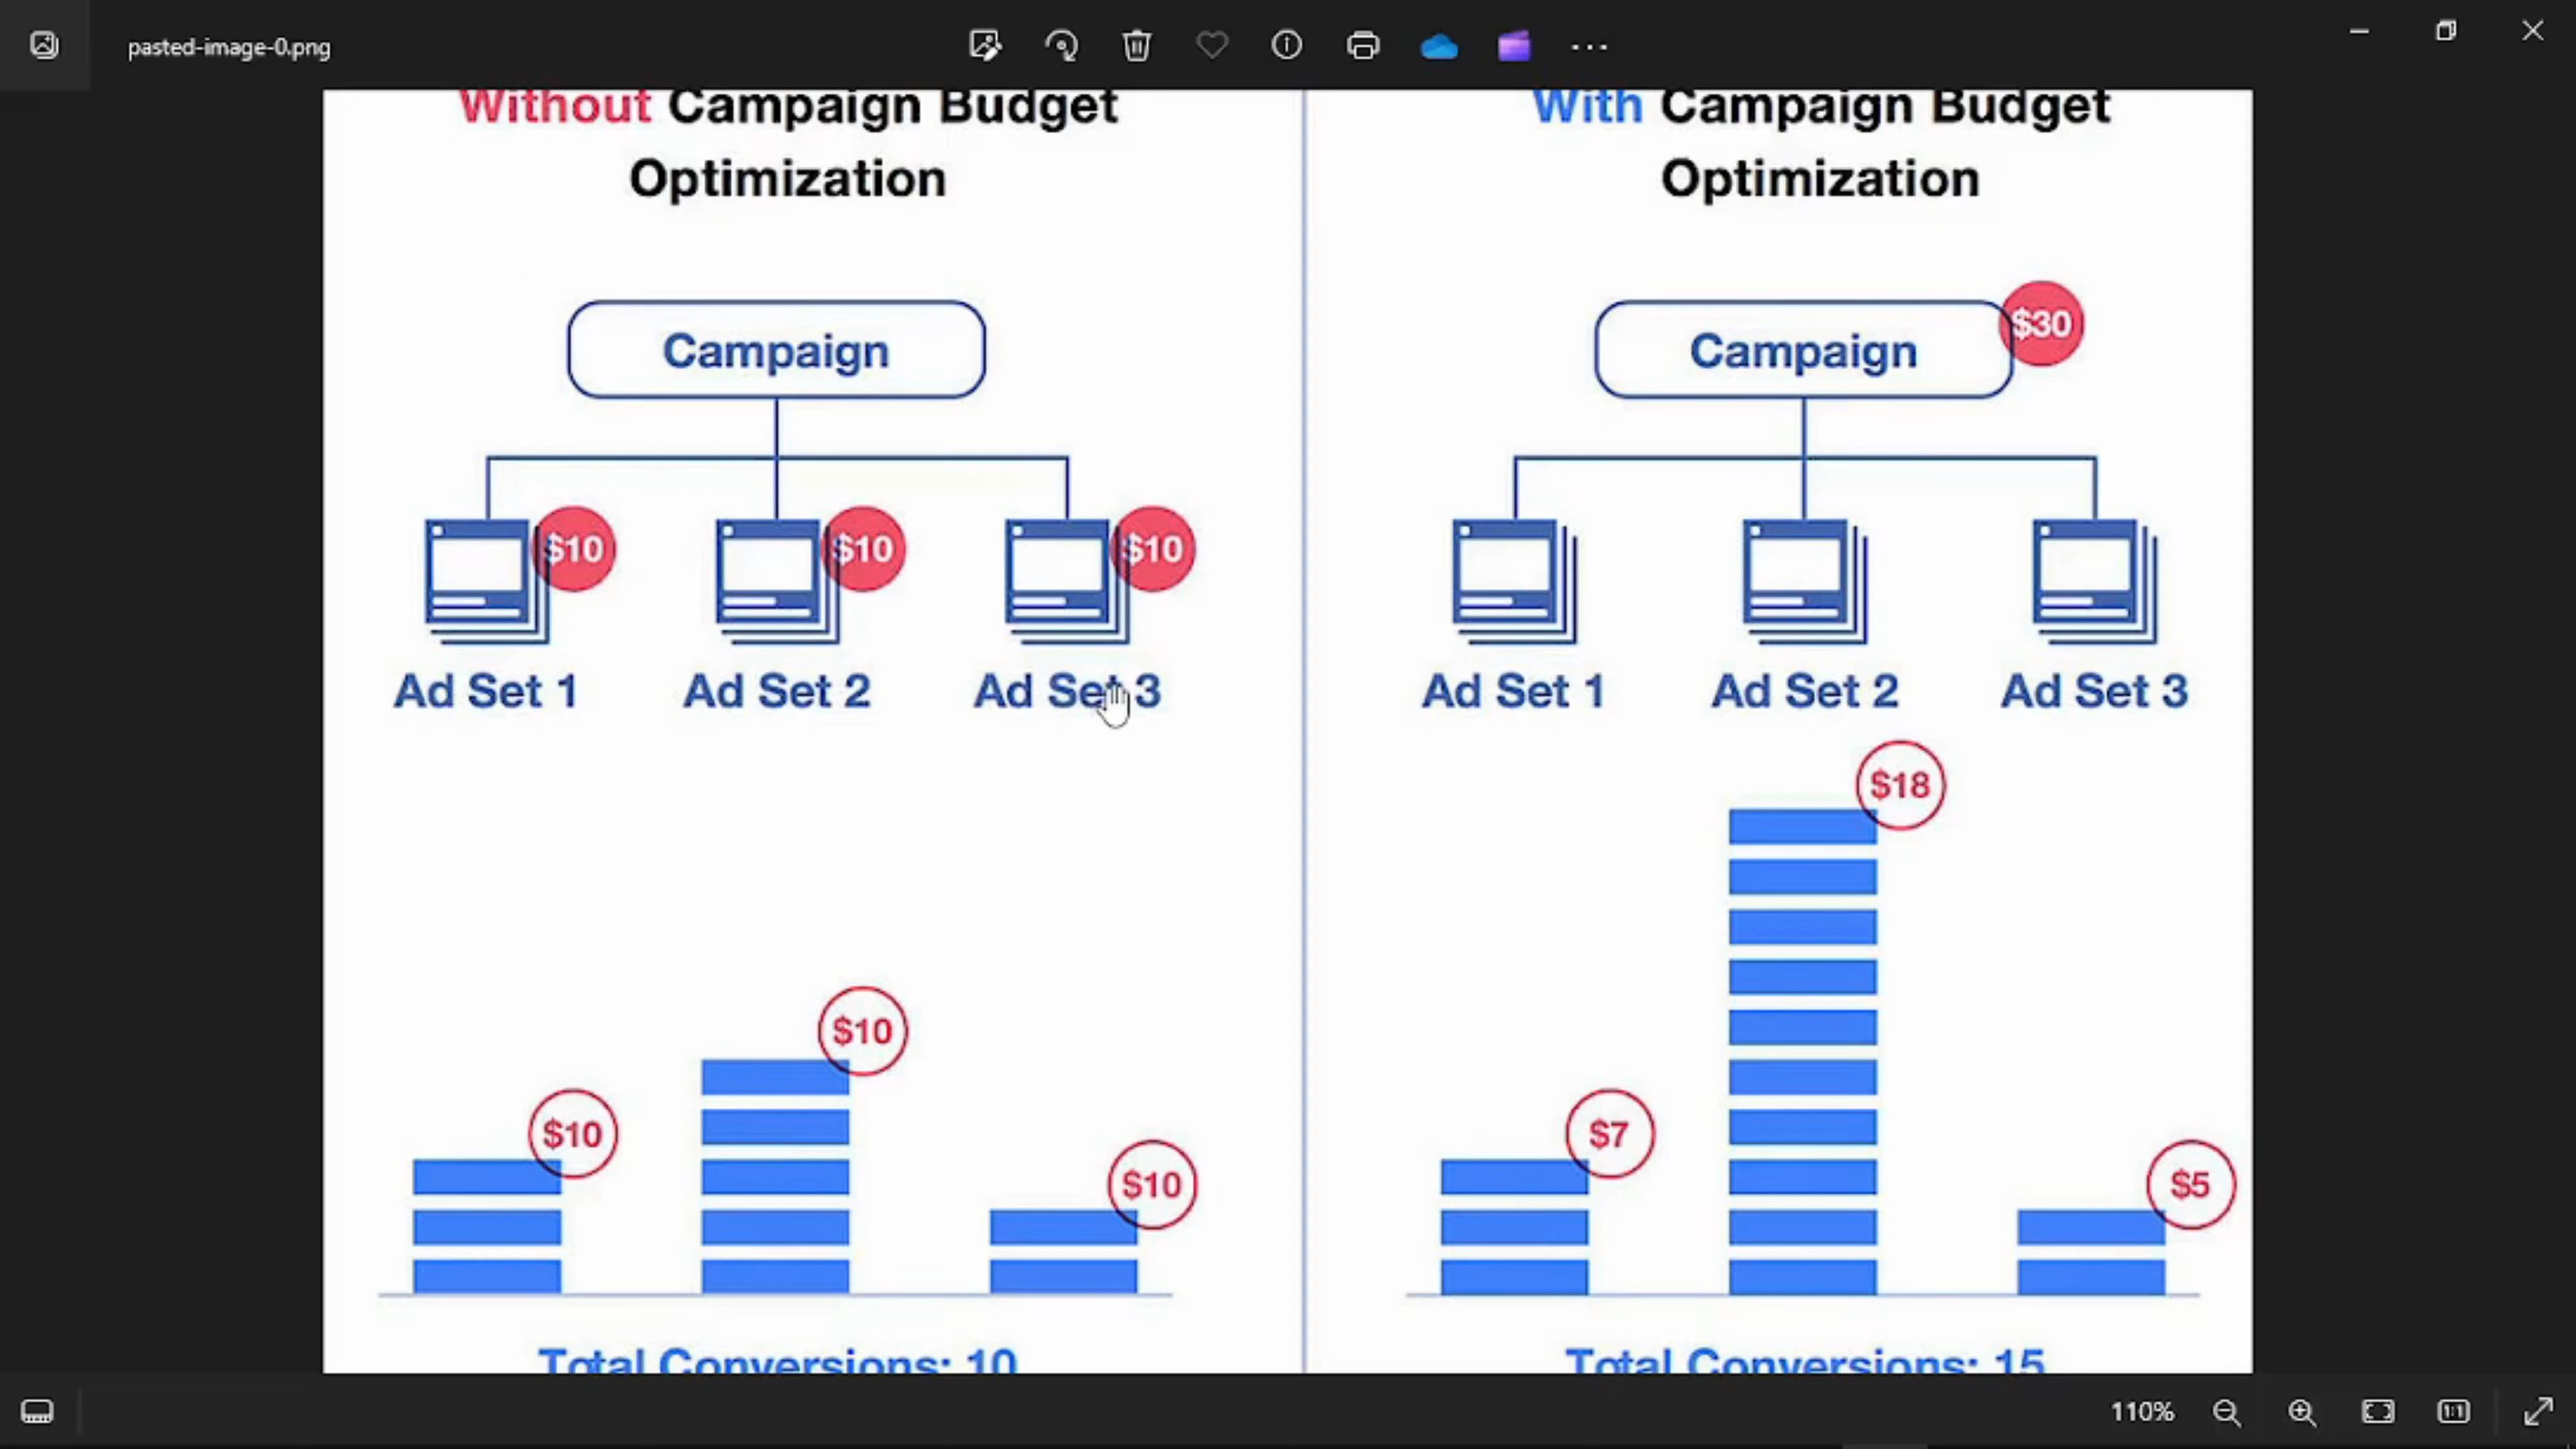 pasted-image-0.png
Without Campaign Budget
Optimization
Campaign
$10
$10
$10
Ad Set 1
Ad Set 2
Ad Set 3
$10
$10
$10
Total Conversions: 10
With Campaign Budget
Optimization
Campaign
$30
Ad Set 1
Ad Set 2
Ad Set 3
$18
$7
$5
Total Conversions: 15
110%
1:1